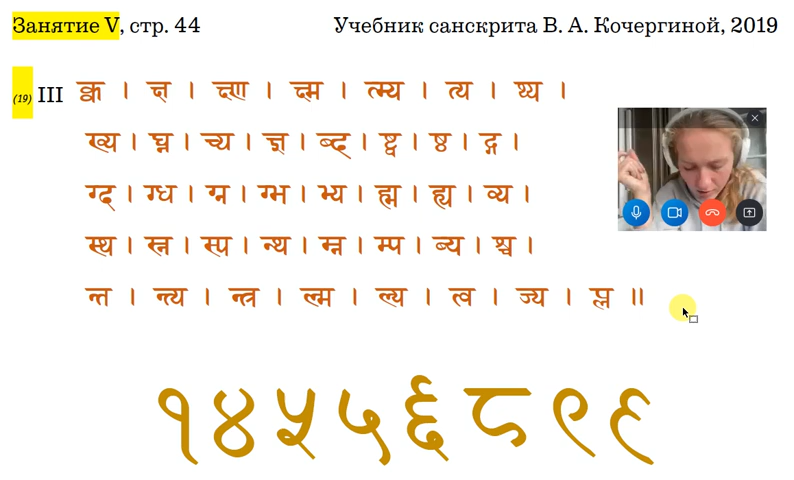 Занятие V, стр. 44
Учебник санскрита В. А. Кочергиной, 2019
(19) III । । । । त्म्य । त्य । थ्य ।
ख्य । घ्न । च्य । ज्ञ । ब्द । ष्ट्व । ष्ठ । द्ग ।
ग्द् । ग्ध । ग्न । ग्भ । भ्य । ह्म । ह्य । व्य ।
स्थ । स्न । स्प । न्थ । म्न । म्प । ब्य । श्च ।
न्त । न्त्य । न्त्र । ल्म । ल्य । त्व । ज्य । प्न ॥
१४५५६८९९